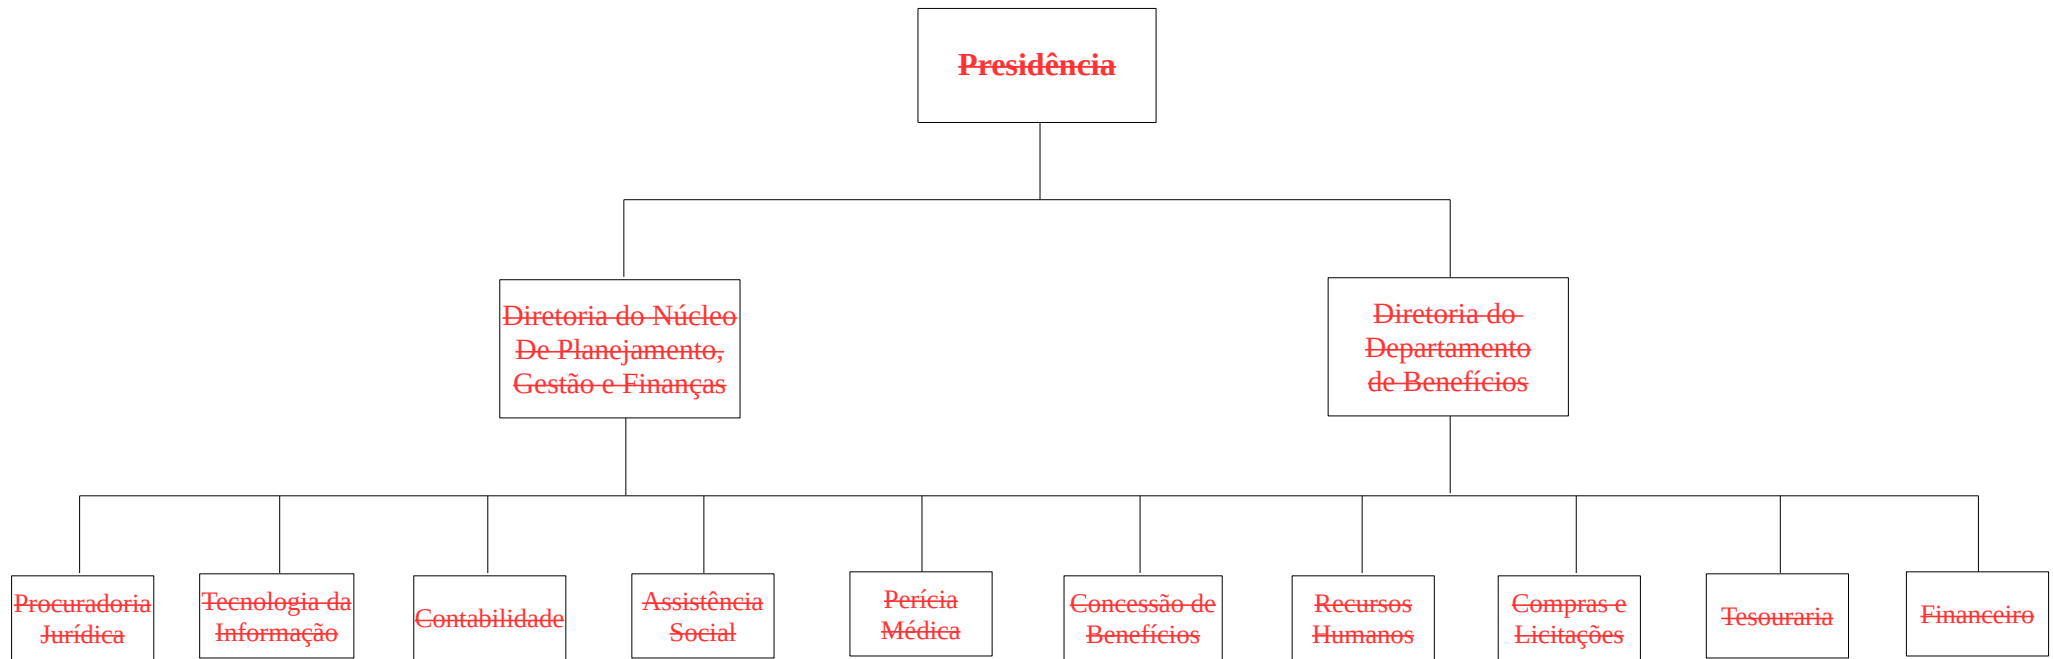 Presidência
Diretoria do Núcleo
De Planejamento,
Gestão e Finanças
Diretoria do
Departamento
de Benefícios
Procuradoria
Jurídica
Tecnologia da
Informação
Contabilidade
Assistência
Social
Perícia
Médica
Concessão de
Benefícios
Recursos
Humanos
Compras e
Licitações
Tesouraria
Financeiro